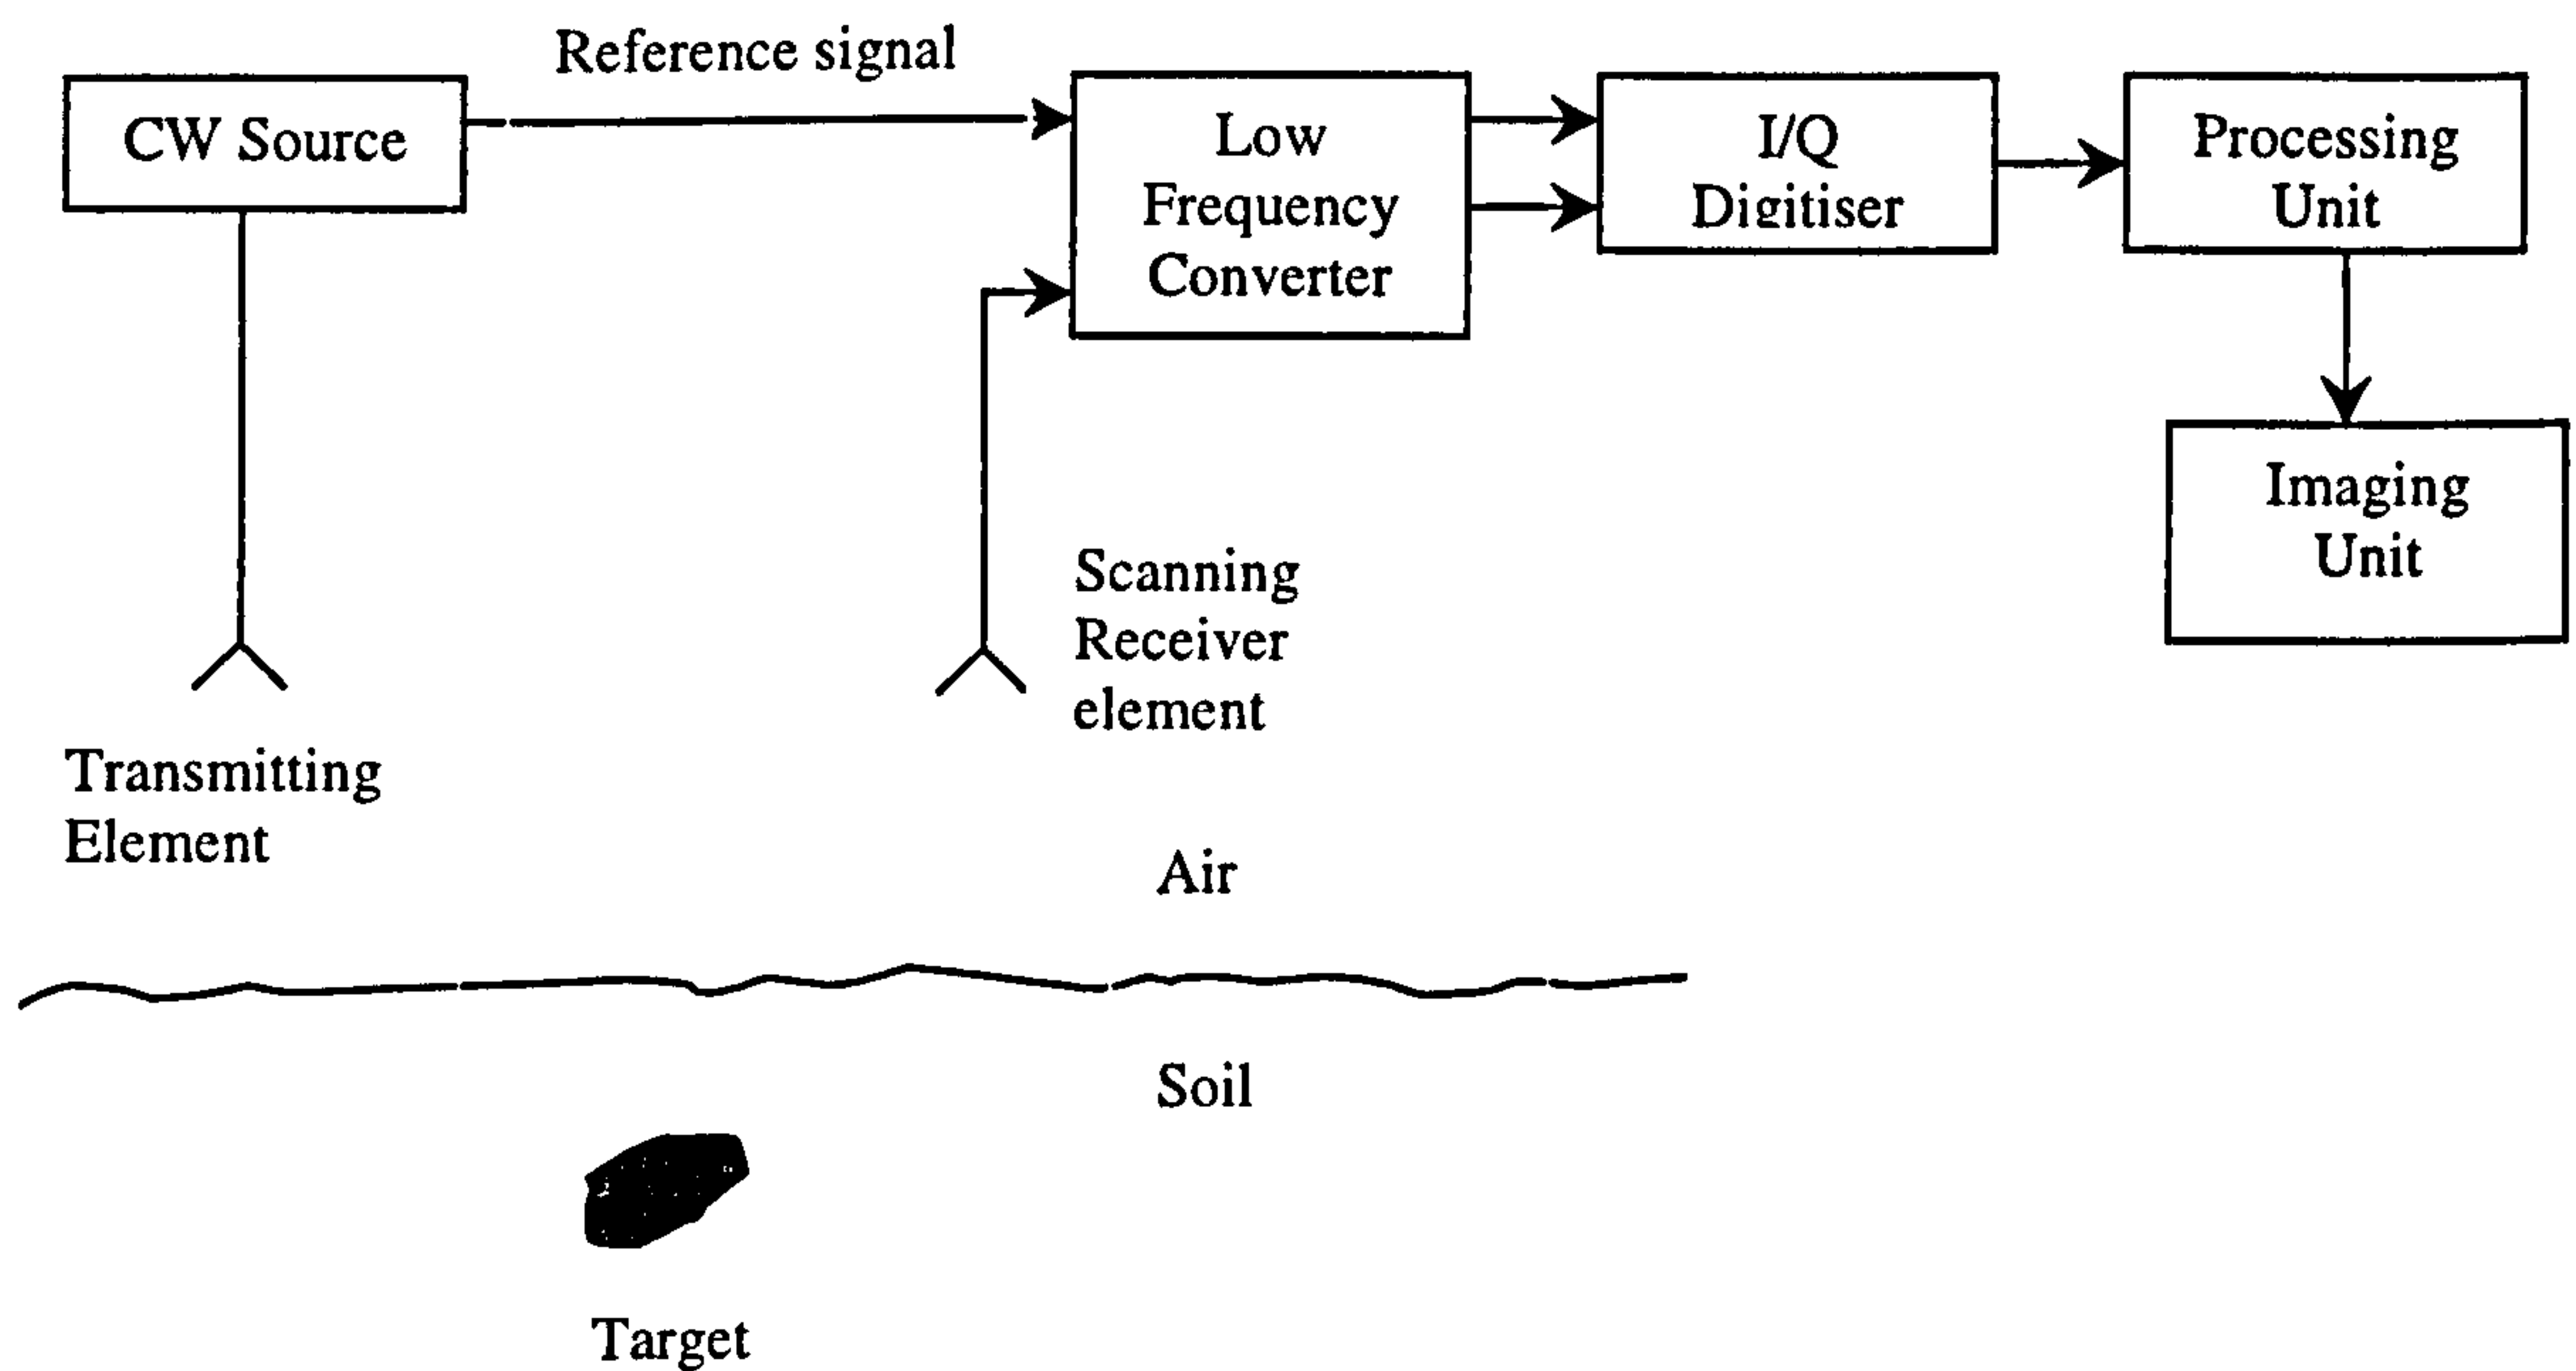 Reference signal
CW Source
Low
Frequency
Converter
I/Q
Digitiser
Processing
Unit
Imaging
Unit
Scanning
Receiver
element
Transmitting
Element
Air
Soil
Target